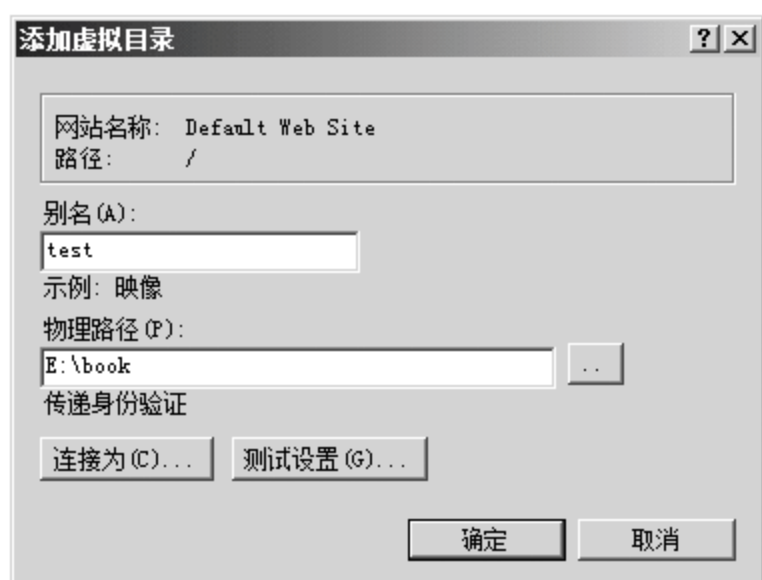 添加虚拟目录
网站名称: Default Web Site
路径: /
别名(A):
test
示例: 映像
物理路径(P):
E:\book
..
传递身份验证
连接为(C)... 测试设置(G)...
确定 取消